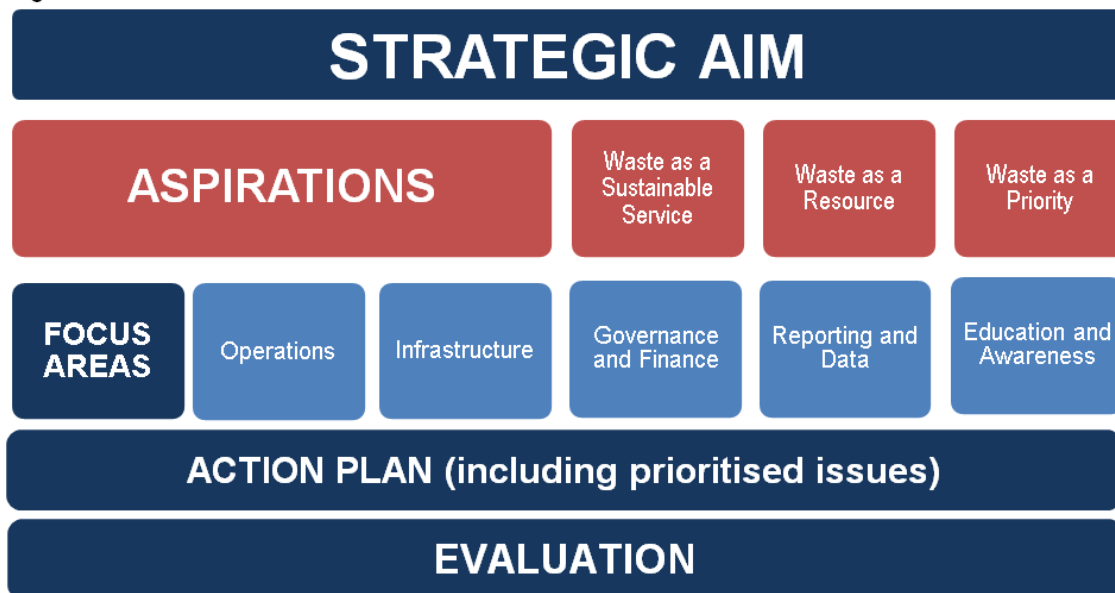 STRATEGIC AIM
ASPIRATIONS
Waste as a
Sustainable
Service
Waste as a
Resource
Waste as a
Priority
FOCUS
AREAS
Operations
Infrastructure
Governance
and Finance
Reporting and
Data
Education and
Awareness
ACTION PLAN (including prioritised issues)
EVALUATION